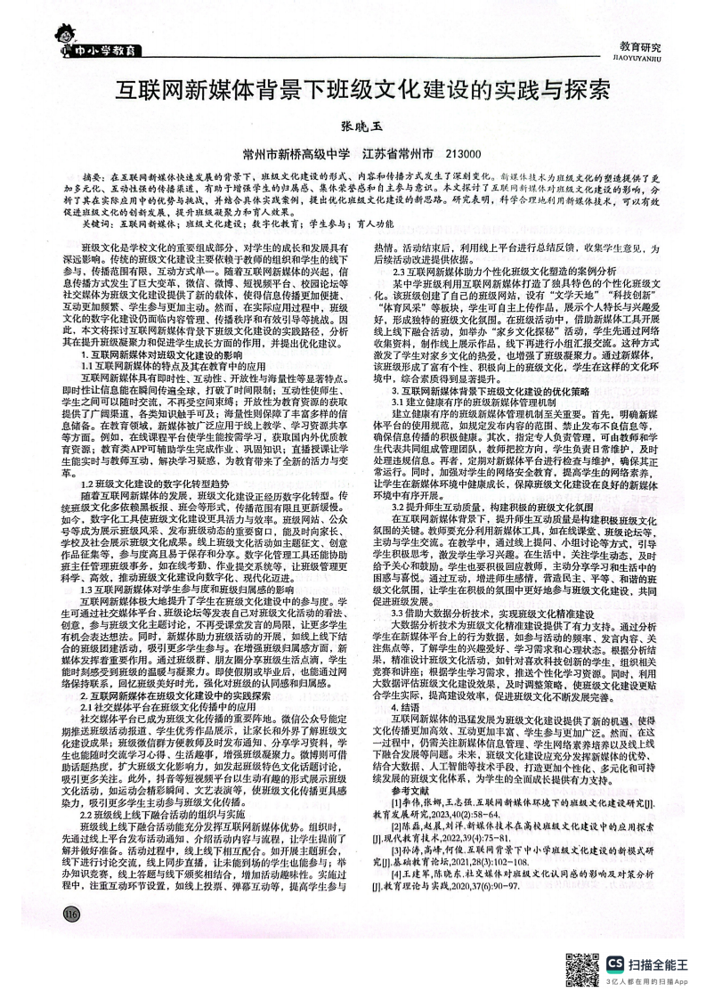 中小学教育
教育研究
JIAOYUYANJIU
互联网新媒体背景下班级文化建设的实践与探索
张晓玉
常州市新桥高级中学 江苏省常州市 213000
摘要：在互联网新媒体快速发展的背景下，班级文化建设的形式、内容和传播方式发生了深刻变化。新媒体技术为班级文化的塑造提供了更
加多元化、互动性强的传播渠道，有助于增强学生的归属感、集体荣誉感和自主参与意识。本文探讨了互联网新媒体对班级文化建设的影响，分
析了其在实际应用中的优势与挑战，并结合具体实践案例，提出优化班级文化建设的新思路。研究表明，科学合理地利用新媒体技术，可以有效
促进班级文化的创新发展，提升班级凝聚力和育人效果。
关键词：互联网新媒体；班级文化建设；数字化教育；学生参与；育人功能
班级文化是学校文化的重要组成部分，对学生的成长和发展具有
深远影响。传统的班级文化建设主要依赖于教师的组织和学生的线下
参与，传播范围有限，互动方式单一。随着互联网新媒体的兴起，信
息传播方式发生了巨大变革，微信、微博、短视频平台、校园论坛等
社交媒体为班级文化建设提供了新的载体，使得信息传播更加便捷、
互动更加频繁、学生参与更加主动。然而，在实际应用过程中，班级
文化的数字化建设仍面临内容管理、传播秩序和有效引导等挑战。因
此，本文将探讨互联网新媒体背景下班级文化建设的实践路径，分析
其在提升班级凝聚力和促进学生成长方面的作用，并提出优化建议。
1. 互联网新媒体对班级文化建设的影响
1.1 互联网新媒体的特点及其在教育中的应用
互联网新媒体具有即时性、互动性、开放性与海量性等显著特点。
即时性让信息能在瞬间传遍全球，打破了时间限制；互动性使师生、
学生之间可以随时交流，不再受空间束缚；开放性为教育资源的获取
提供了广阔渠道，各类知识触手可及；海量性则保障了丰富多样的信
息储备。在教育领域，新媒体被广泛应用于线上教学、学习资源共享
等方面。例如，在线课程平台使学生能按需学习，获取国内外优质教
育资源；教育类APP可辅助学生完成作业、巩固知识；直播授课让学
生能实时与教师互动，解决学习疑惑，为教育带来了全新的活力与变
革。
1.2 班级文化建设的数字化转型趋势
随着互联网新媒体的发展，班级文化建设正经历数字化转型。传
统班级文化多依赖黑板报、班会等形式，传播范围有限且更新缓慢。
如今，数字化工具使班级文化建设更具活力与效率。班级网站、公众
号等成为展示班级风采、发布班级动态的重要窗口，能及时向家长、
学校及社会展示班级文化成果。线上班级文化活动如主题征文、创意
作品征集等，参与度高且易于保存和分享。数字化管理工具还能协助
班主任管理班级事务，如在线考勤、作业提交系统等，让班级管理更
科学、高效，推动班级文化建设向数字化、现代化迈进。
1.3 互联网新媒体对学生参与度和班级归属感的影响
互联网新媒体极大地提升了学生在班级文化建设中的参与度。学
生可通过社交媒体平台、班级论坛等发表自己对班级文化活动的看法、
创意，参与班级文化主题讨论，不再受课堂发言的局限，让更多学生
有机会表达想法。同时，新媒体助力班级活动的开展，如线上线下结
合的班级团建活动，吸引更多学生参与。在增强班级归属感方面，新
媒体发挥着重要作用。通过班级群、朋友圈分享班级生活点滴，学生
能时刻感受到班级的温暖与凝聚力。即使假期或毕业后，也能通过网
络保持联系，回忆班级美好时光，强化对班级的认同感和归属感。
2. 互联网新媒体在班级文化建设中的实践探索
2.1 社交媒体平台在班级文化传播中的应用
社交媒体平台已成为班级文化传播的重要阵地。微信公众号能定
期推送班级活动报道、学生优秀作品展示，让家长和外界了解班级文
化建设成果；班级微信群方便教师及时发布通知、分享学习资料，学
生也能随时交流学习心得、生活趣事，增强班级凝聚力。微博则可借
助话题热度，扩大班级文化影响力，如发起班级特色文化话题讨论，
吸引更多关注。此外，抖音等短视频平台以生动有趣的形式展示班级
文化活动，如运动会精彩瞬间、文艺表演等，使班级文化传播更具感
染力，吸引更多学生主动参与班级文化传播。
2.2 班级线上线下融合活动的组织与实施
班级线上线下融合活动能充分发挥互联网新媒体优势。组织时，
先通过线上平台发布活动通知、介绍活动内容与流程，让学生提前了
解并做好准备。活动过程中，线上线下相互配合。如开展主题班会，
线下进行讨论交流，线上同步直播，让未能到场的学生也能参与；举
办知识竞赛，线上答题与线下颁奖相结合，增加活动趣味性。实施过
程中，注重互动环节设置，如线上投票、弹幕互动等，提高学生参与
热情。活动结束后，利用线上平台进行总结反馈，收集学生意见，为
后续活动改进提供依据。
2.3 互联网新媒体助力个性化班级文化塑造的案例分析
某中学班级利用互联网新媒体打造了独具特色的个性化班级文
化。该班级创建了自己的班级网站，设有“文学天地”“科技创新”
“体育风采”等板块，学生可自主上传作品，展示个人特长与兴趣爱
好，形成独特的班级文化氛围。在班级活动中，借助新媒体工具开展
线上线下融合活动，如举办“家乡文化探秘”活动，学生先通过网络
收集资料，制作线上展示作品，线下再进行小组汇报交流。这种方式
激发了学生对家乡文化的热爱，也增强了班级凝聚力。通过新媒体，
该班级形成了富有个性、积极向上的班级文化，学生在这样的文化环
境中，综合素质得到显著提升。
3. 互联网新媒体背景下班级文化建设的优化策略
3.1 建立健康有序的班级新媒体管理机制
建立健康有序的班级新媒体管理机制至关重要。首先，明确新媒
体平台的使用规范，如规定发布内容的范围、禁止发布不良信息等，
确保信息传播的积极健康。其次，指定专人负责管理，可由教师和学
生代表共同组成管理团队，教师把控方向，学生负责日常维护，及时
处理违规信息。再者，定期对新媒体平台进行检查与维护，确保其正
常运行。同时，加强对学生的网络安全教育，提高学生的网络素养，
让学生在新媒体环境中健康成长，保障班级文化建设在良好的新媒体
环境中有序开展。
3.2 提升师生互动质量，构建积极的班级文化氛围
在互联网新媒体背景下，提升师生互动质量是构建积极班级文化
氛围的关键。教师要充分利用新媒体工具，如在线课堂、班级论坛等，
主动与学生交流。在教学中，通过线上提问、小组讨论等方式，引导
学生积极思考，激发学生学习兴趣。在生活中，关注学生动态，及时
给予关心和鼓励。学生也要积极回应教师，主动分享学习和生活中的
困惑与喜悦。通过互动，增进师生感情，营造民主、平等、和谐的班
级文化氛围，让学生在积极的氛围中更好地参与班级文化建设，共同
促进班级发展。
3.3 借助大数据分析技术，实现班级文化精准建设
大数据分析技术为班级文化精准建设提供了有力支持。通过分析
学生在新媒体平台上的行为数据，如参与活动的频率、发言内容、关
注焦点等，了解学生的兴趣爱好、学习需求和心理状态。根据分析结
果，精准设计班级文化活动，如针对喜欢科技创新的学生，组织相关
竞赛和讲座；根据学生学习需求，推送个性化学习资源。同时，利用
大数据评估班级文化建设效果，及时调整策略，使班级文化建设更贴
合学生实际，提高建设效率，促进班级文化不断发展完善。
4. 结语
互联网新媒体的迅猛发展为班级文化建设提供了新的机遇，使得
文化传播更加高效、互动更加丰富、学生参与更加广泛。然而，在这
一过程中，仍需关注新媒体信息管理、学生网络素养培养以及线上线
下融合发展等问题。未来，班级文化建设应充分发挥新媒体的优势，
结合大数据、人工智能等技术手段，打造更加个性化、多元化和可持
续发展的班级文化体系，为学生的全面成长提供有力支持。
参考文献
[1]李伟,张娜,王志强.互联网新媒体环境下的班级文化建设研究[J].
教育发展研究,2023,40(2):58-64.
[2]陈磊,赵晨,刘洋.新媒体技术在高校班级文化建设中的应用探索
[J].现代教育技术,2022,39(4):75-81.
[3]孙涛,高峰,何俊.互联网背景下中小学班级文化建设的新模式研
究[J].基础教育论坛,2021,28(3):102-108.
[4]王建军,陈晓东.社交媒体对班级文化认同感的影响及对策分析
[J].教育理论与实践,2020,37(6):90-97.
116
CS 扫描全能王
3亿人都在用的扫描App